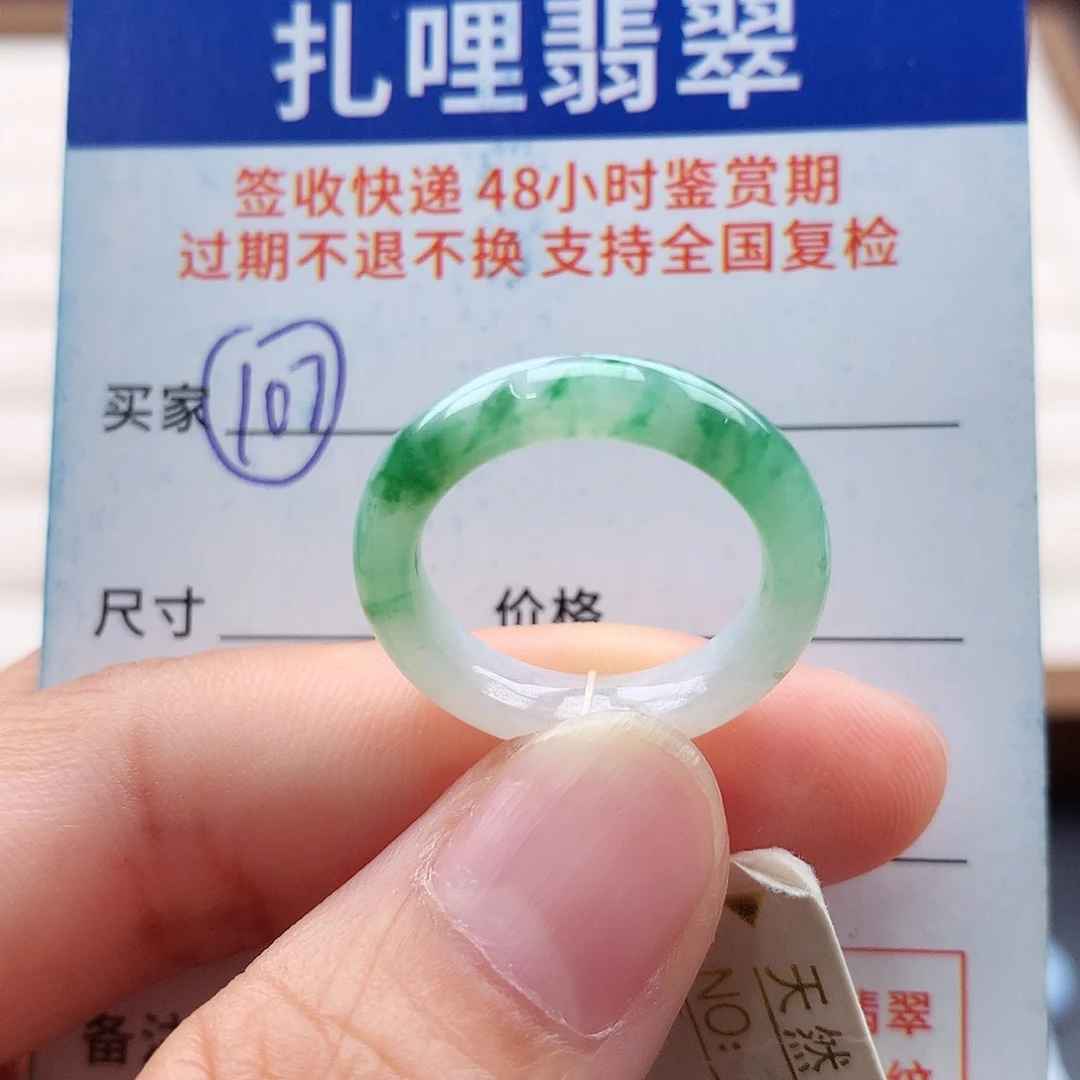 扎哩翡翠
签收快递 48小时鉴赏期
过期不退不换 支持全国复检
买家 107
尺寸 价格
备注
翡翠
天然
NO: